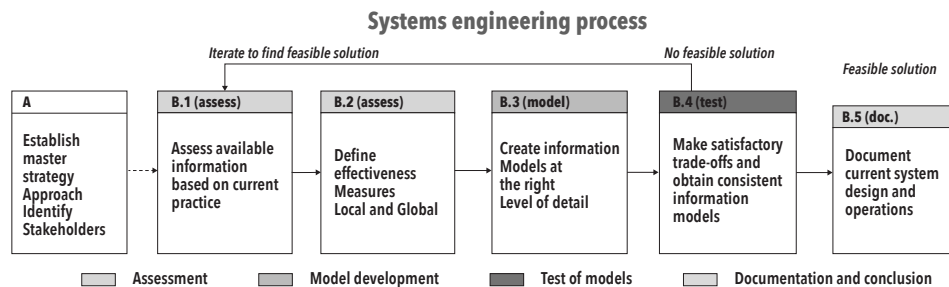 Systems engineering process
Iterate to find feasible solution
No feasible solution
Feasible solution
A
Establish
master
strategy
Approach
Identify
Stakeholders
B.1 (assess)
Assess available
information
based on current
practice
B.2 (assess)
Define
effectiveness
Measures
Local and Global
B.3 (model)
Create information
Models at
the right
Level of detail
B.4 (test)
Make satisfactory
trade-offs and
obtain consistent
information
models
B.5 (doc.)
Document
current system
design and
operations
Assessment
Model development
Test of models
Documentation and conclusion